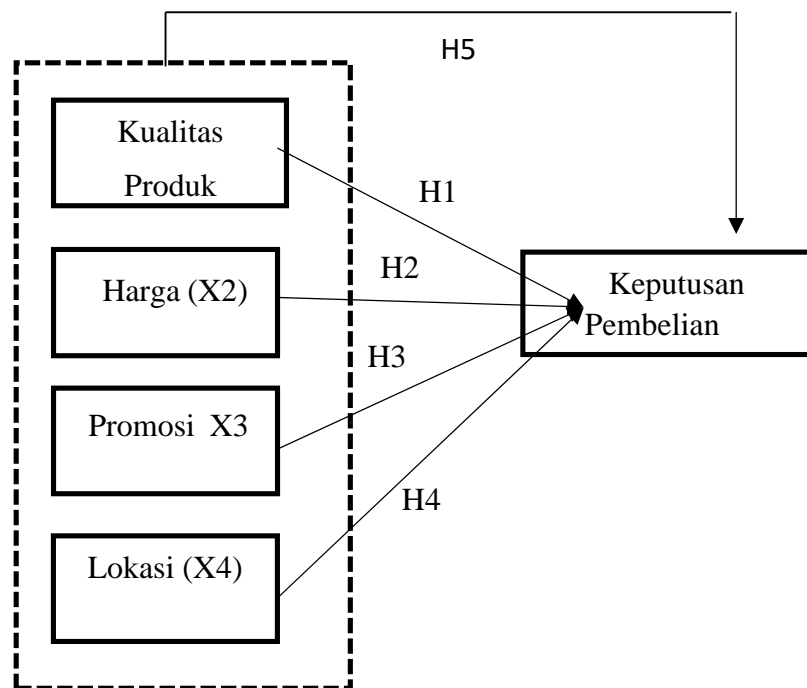 H5
Kualitas
Produk
H1
Harga (X2)
H2
Keputusan
Pembelian
H3
Promosi X3
H4
Lokasi (X4)